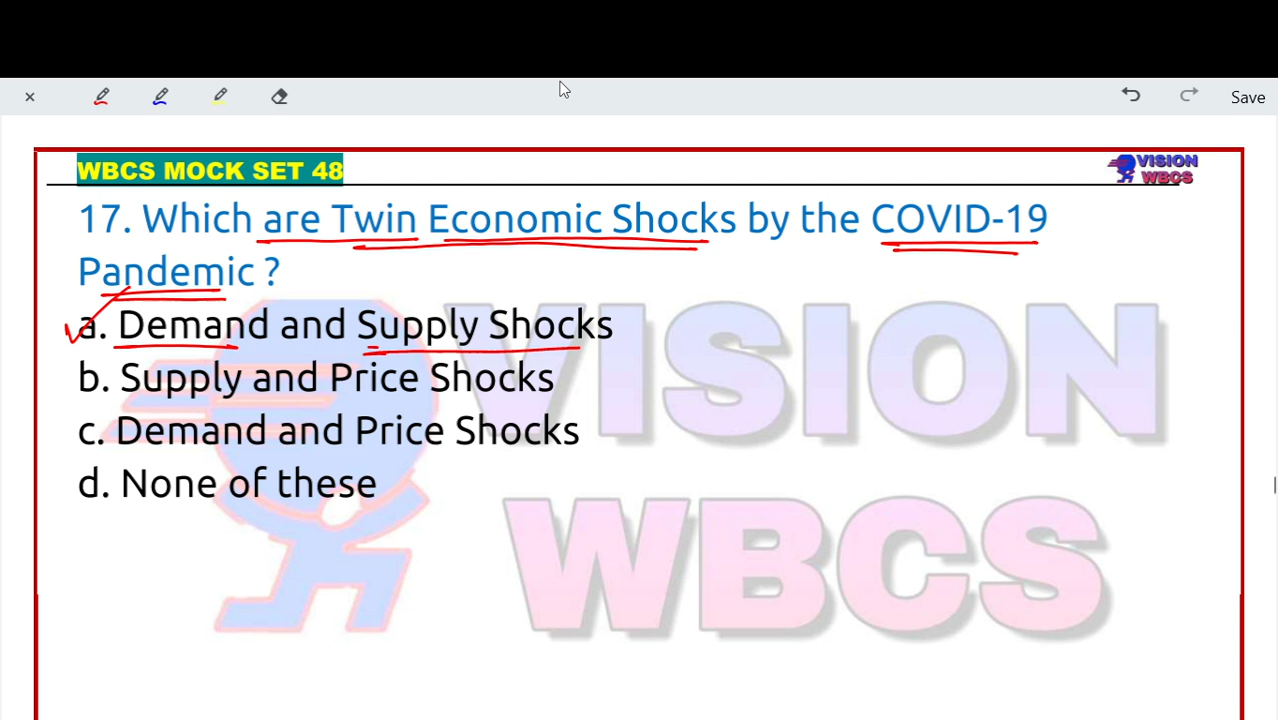 Save
WBCS MOCK SET 48
VISION
WBCS
17. Which are Twin Economic Shocks by the COVID-19
Pandemic ?
a. Demand and Supply Shocks
b. Supply and Price Shocks
c. Demand and Price Shocks
d. None of these
VISION
WBCS